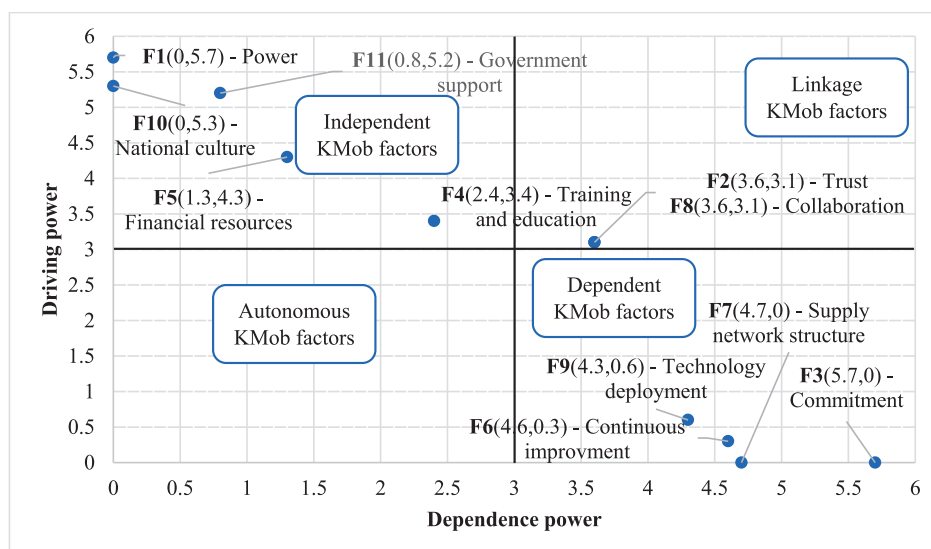 Driving power
6
5.5
5
4.5
4
3.5
3
2.5
2
1.5
1
0.5
0
F1(0,5.7) - Power
F11(0.8,5.2) - Government
support
F10(0,5.3) -
National culture
Independent
KMob factors
Linkage
KMob factors
F5(1.3,4.3) -
Financial resources
F4(2.4,3.4) - Training
and education
F2(3.6,3.1) - Trust
F8(3.6,3.1) - Collaboration
Autonomous
KMob factors
Dependent
KMob factors
F7(4.7,0) - Supply
network structure
F9(4.3,0.6) - Technology
deployment
F3(5.7,0) -
Commitment
F6(4.6,0.3) - Continuous
improvment
0 0.5 1 1.5 2 2.5 3 3.5 4 4.5 5 5.5 6
Dependence power